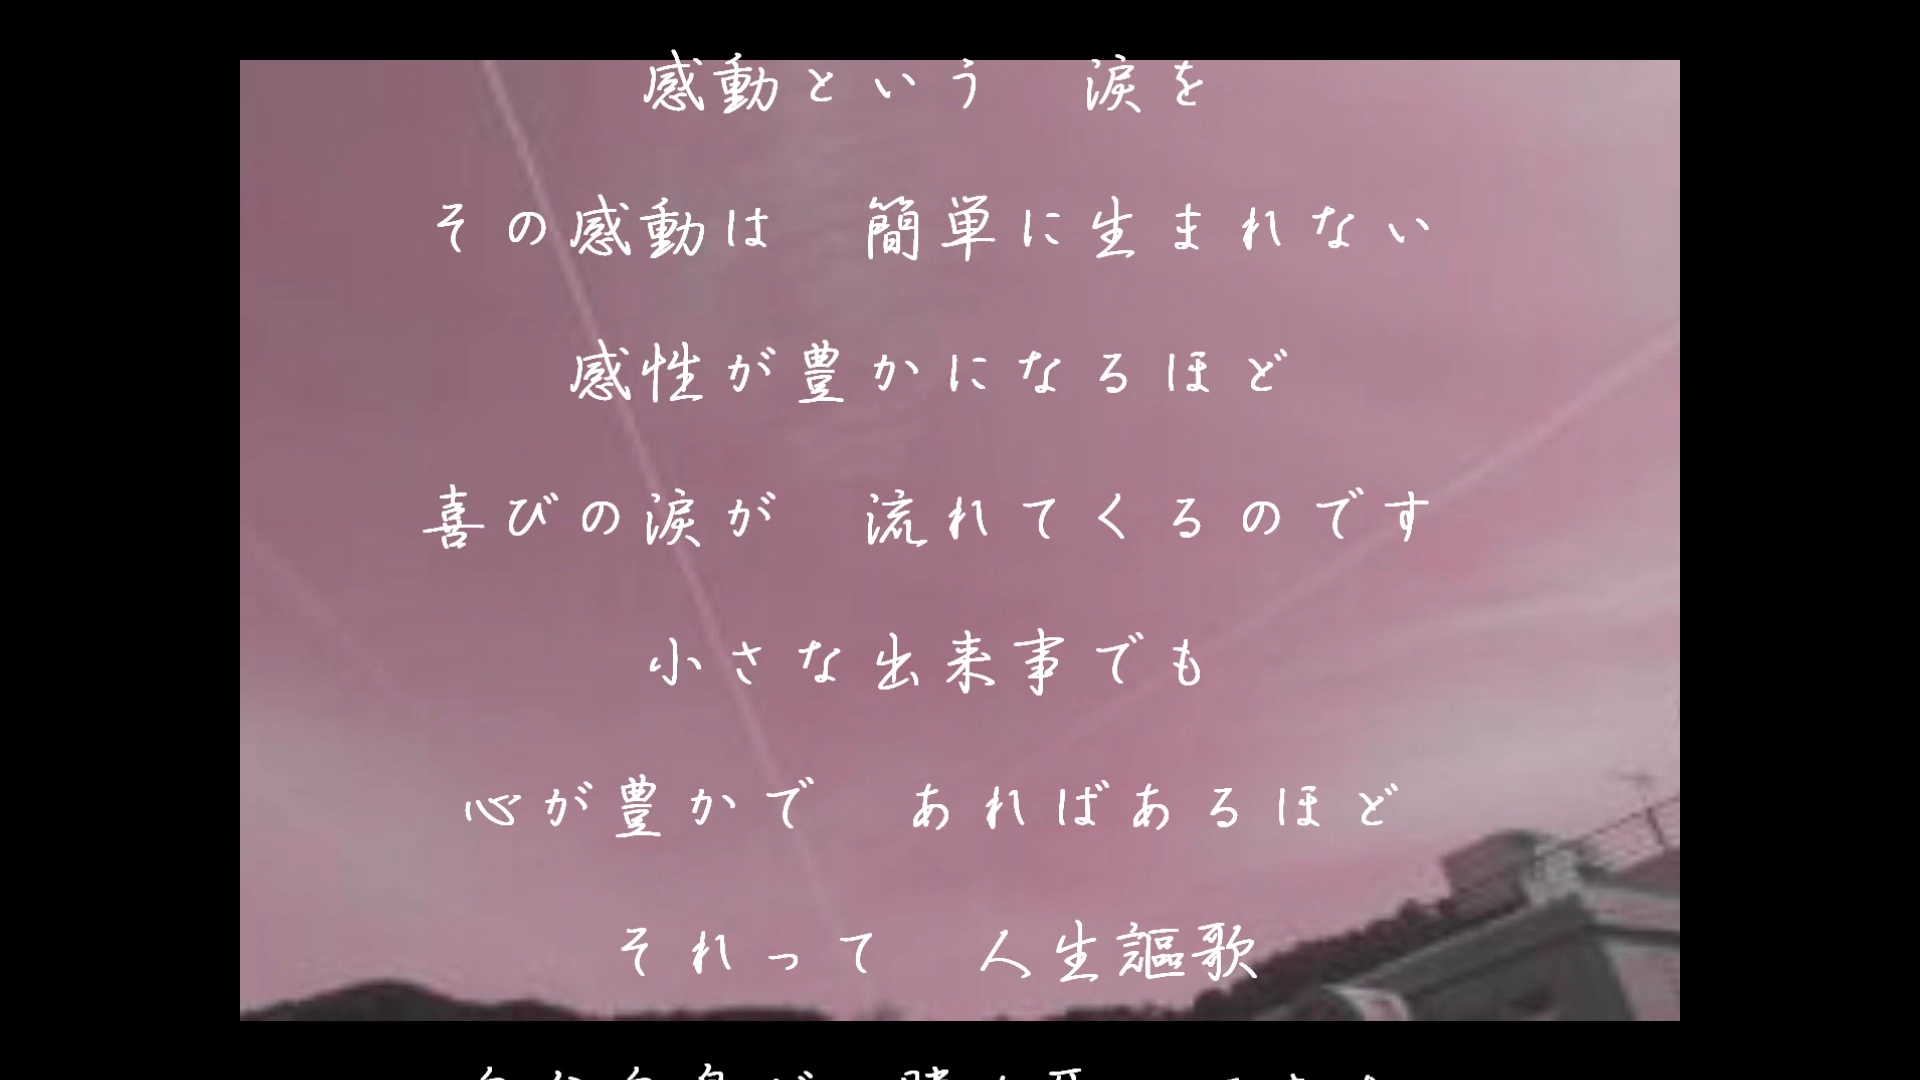 感動という　涙を
その感動は　簡単に生まれない
感性が豊かになるほど
喜びの涙が　流れてくるのです
小さな出来事でも
心が豊かで　あればあるほど
それって　人生謳歌